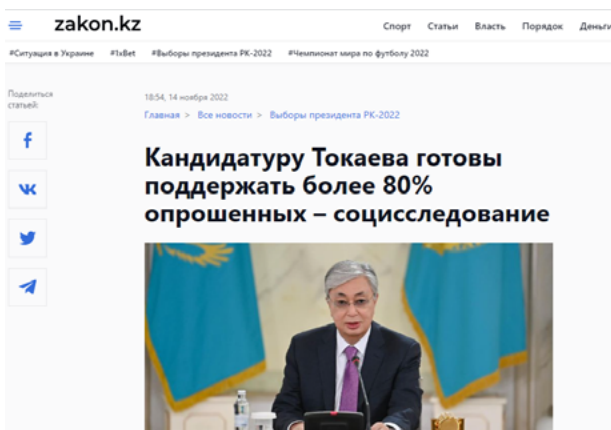 zakon.kz
Спорт Статьи Власть Порядок Деньги
#Ситуация в Украине #1xBet #Выборы президента РК-2022 #Чемпионат мира по футболу 2022
Поделиться
статьей:
18:54, 14 ноября 2022
Главная > Все новости > Выборы президента РК-2022
Кандидатуру Токаева готовы
поддержать более 80%
опрошенных – социсследование